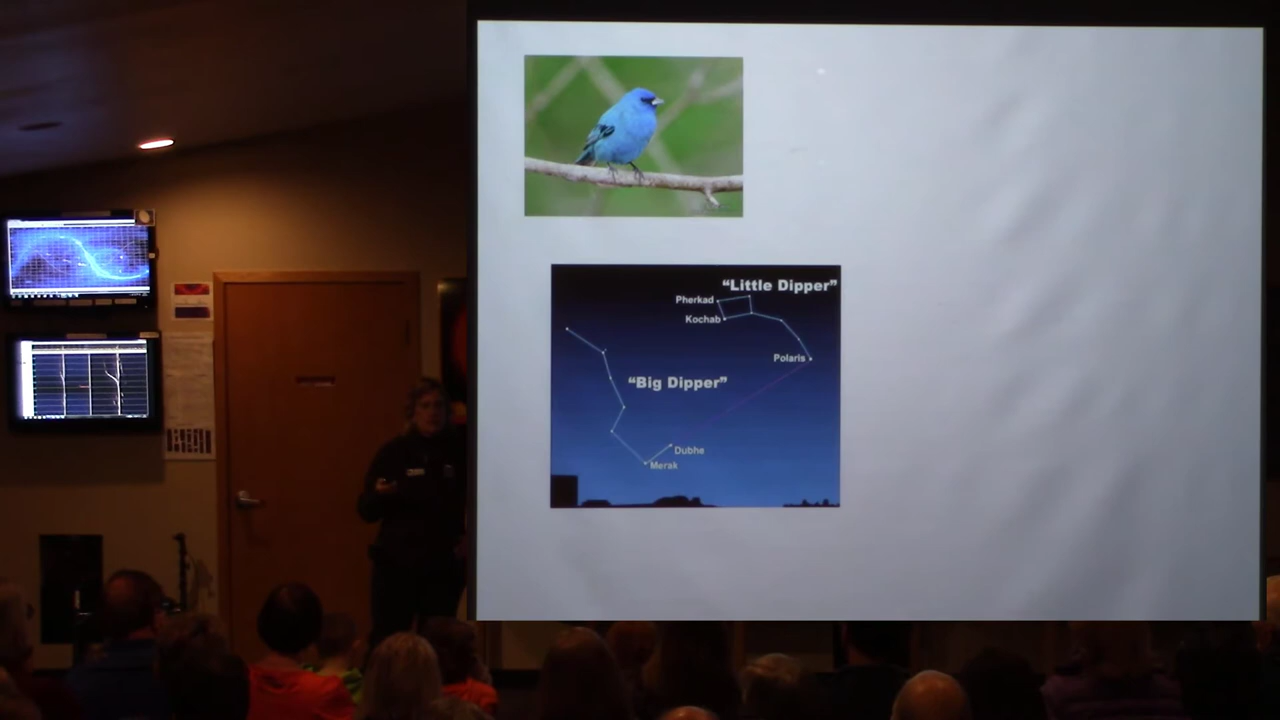 “Little Dipper”
Pherkad
Kochab
Polaris
“Big Dipper”
Dubhe
Merak